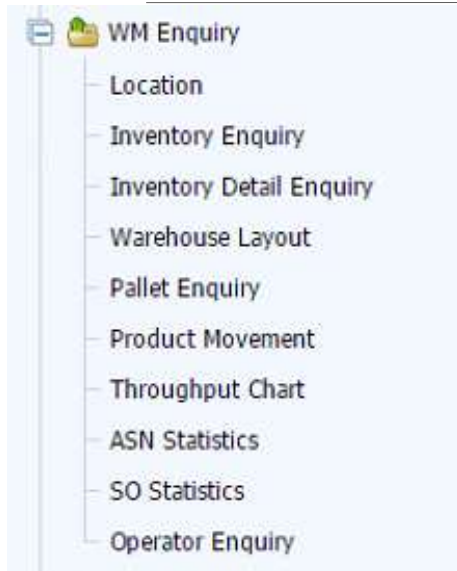 WM Enquiry
Location
Inventory Enquiry
Inventory Detail Enquiry
Warehouse Layout
Pallet Enquiry
Product Movement
Throughput Chart
ASN Statistics
SO Statistics
Operator Enquiry